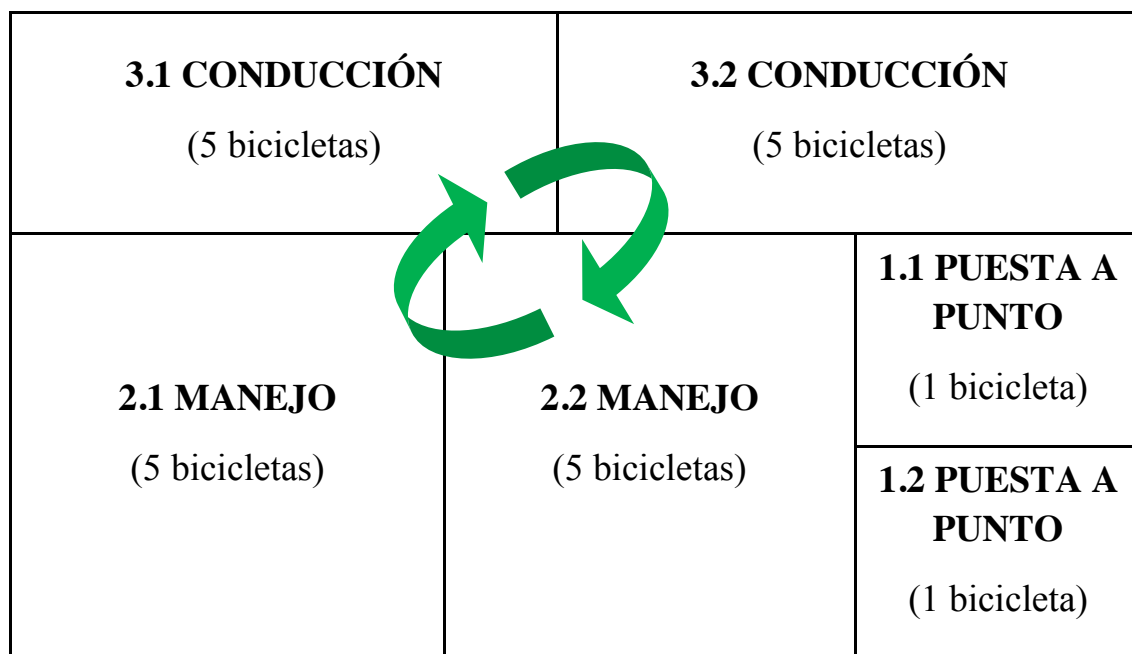 3.1 CONDUCCIÓN
(5 bicicletas)
3.2 CONDUCCIÓN
(5 bicicletas)
2.1 MANEJO
(5 bicicletas)
2.2 MANEJO
(5 bicicletas)
1.1 PUESTA A
PUNTO
(1 bicicleta)
1.2 PUESTA A
PUNTO
(1 bicicleta)